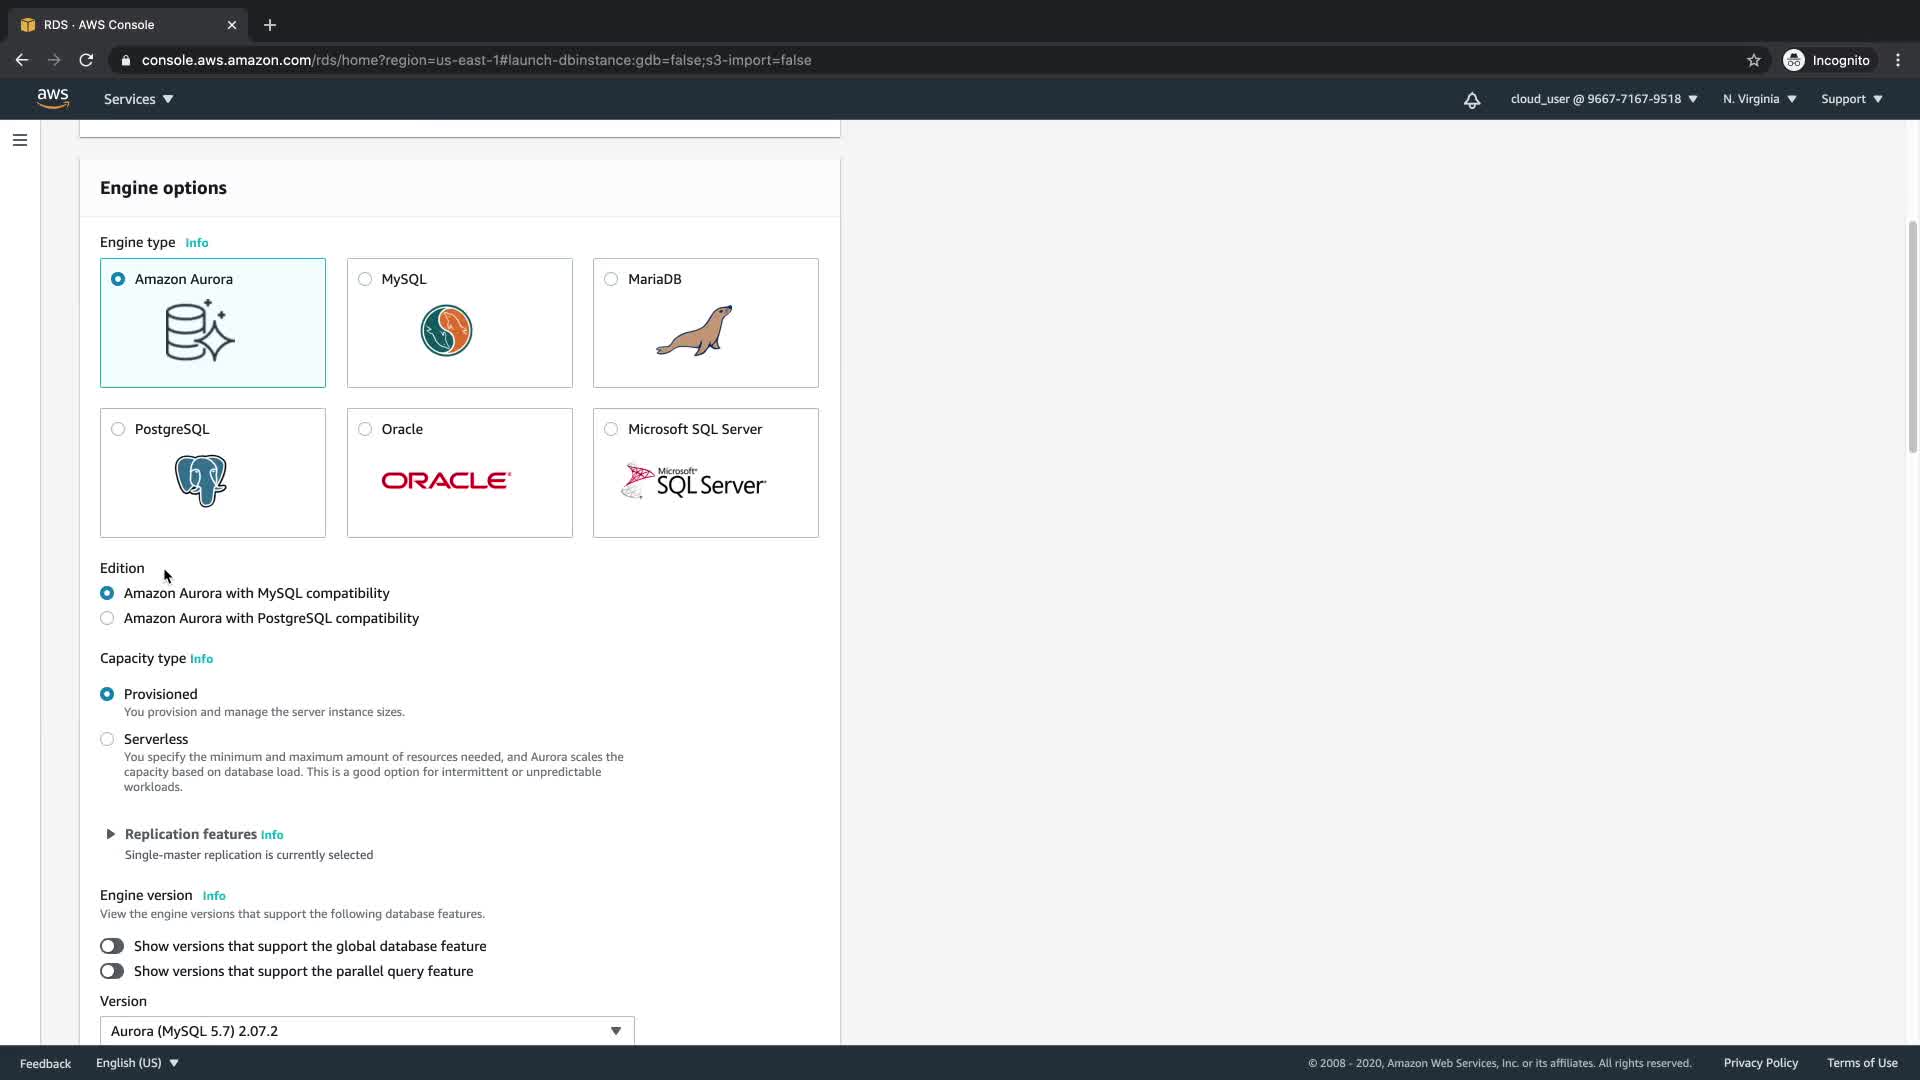 RDS · AWS Console
console.aws.amazon.com/rds/home?region=us-east-1#launch-dbinstance:gdb=false;s3-import=false
Incognito
aws
Services
cloud_user @ 9667-7167-9518
N. Virginia
Support
Engine options
Engine type Info
Amazon Aurora
MySQL
MariaDB
PostgreSQL
Oracle
Microsoft SQL Server
ORACLE
Microsoft
SQL Server
Edition
Amazon Aurora with MySQL compatibility
Amazon Aurora with PostgreSQL compatibility
Capacity type Info
Provisioned
You provision and manage the server instance sizes.
Serverless
You specify the minimum and maximum amount of resources needed, and Aurora scales the
capacity based on database load. This is a good option for intermittent or unpredictable
workloads.
Replication features Info
Single-master replication is currently selected
Engine version Info
View the engine versions that support the following database features.
Show versions that support the global database feature
Show versions that support the parallel query feature
Version
Aurora (MySQL 5.7) 2.07.2
Feedback
English (US)
© 2008 - 2020, Amazon Web Services, Inc. or its affiliates. All rights reserved.
Privacy Policy
Terms of Use